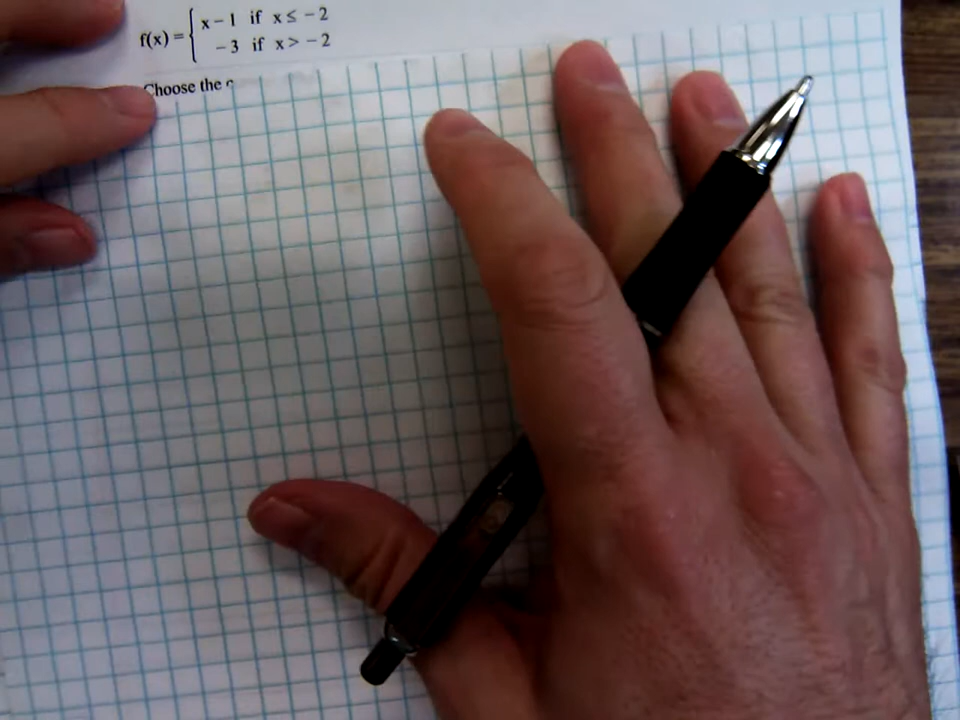 f(x) = { x − 1 if x ≤ − 2
− 3 if x > − 2
Choose the